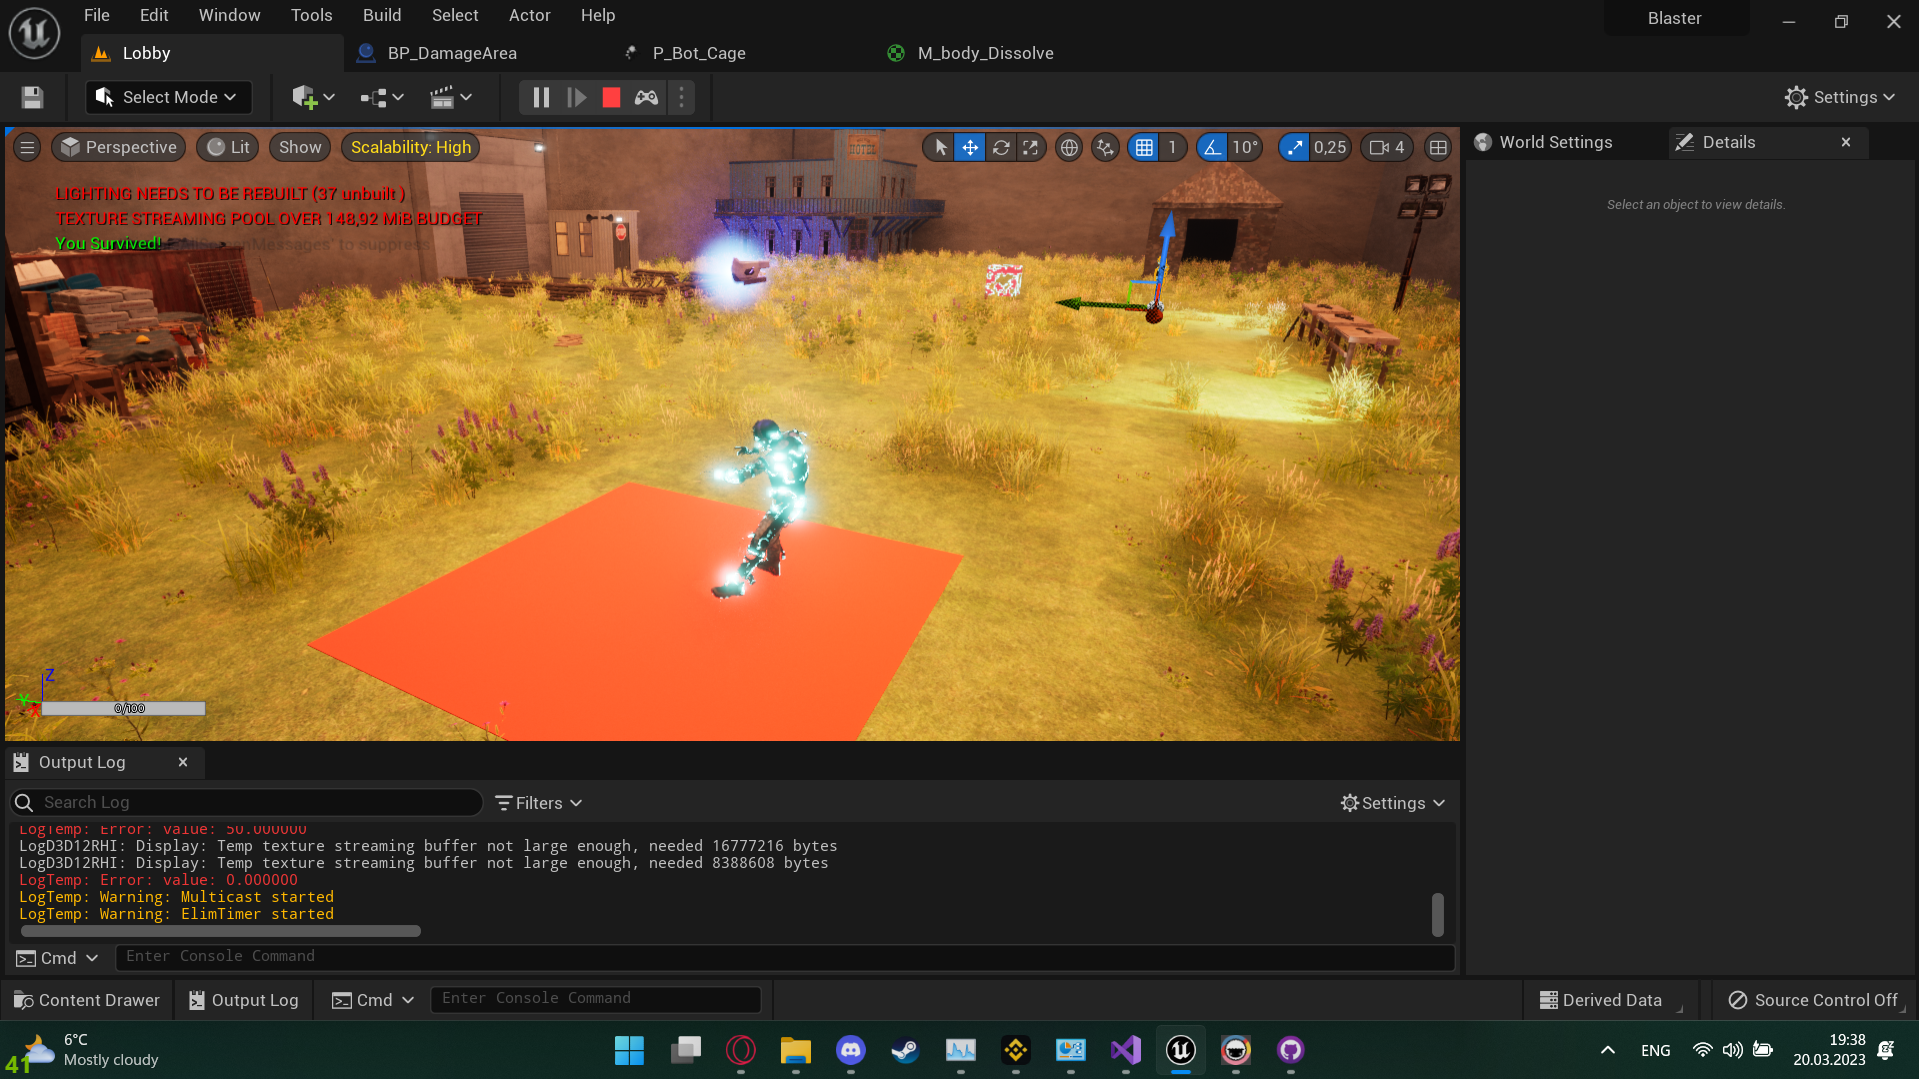 File Edit Window Tools Build Select Actor Help
Blaster
Lobby BP_DamageArea P_Bot_Cage M_body_Dissolve
Select Mode Settings
Perspective Lit Show Scalability: High 1 10° 0,25 4
World Settings Details
LIGHTING NEEDS TO BE REBUILT (37 unbuilt )
TEXTURE STREAMING POOL OVER 148,92 MiB BUDGET
You Survived! to suppress
Select an object to view details.
HOTEL
Z
Y
X
0/100
Output Log
Search Log Filters Settings
LogTemp: Error: value: 50.000000
LogD3D12RHI: Display: Temp texture streaming buffer not large enough, needed 16777216 bytes
LogD3D12RHI: Display: Temp texture streaming buffer not large enough, needed 8388608 bytes
LogTemp: Error: value: 0.000000
LogTemp: Warning: Multicast started
LogTemp: Warning: ElimTimer started
Cmd Enter Console Command
Content Drawer Output Log Cmd Enter Console Command Derived Data Source Control Off
41
6°C
Mostly cloudy
ENG
19:38
20.03.2023